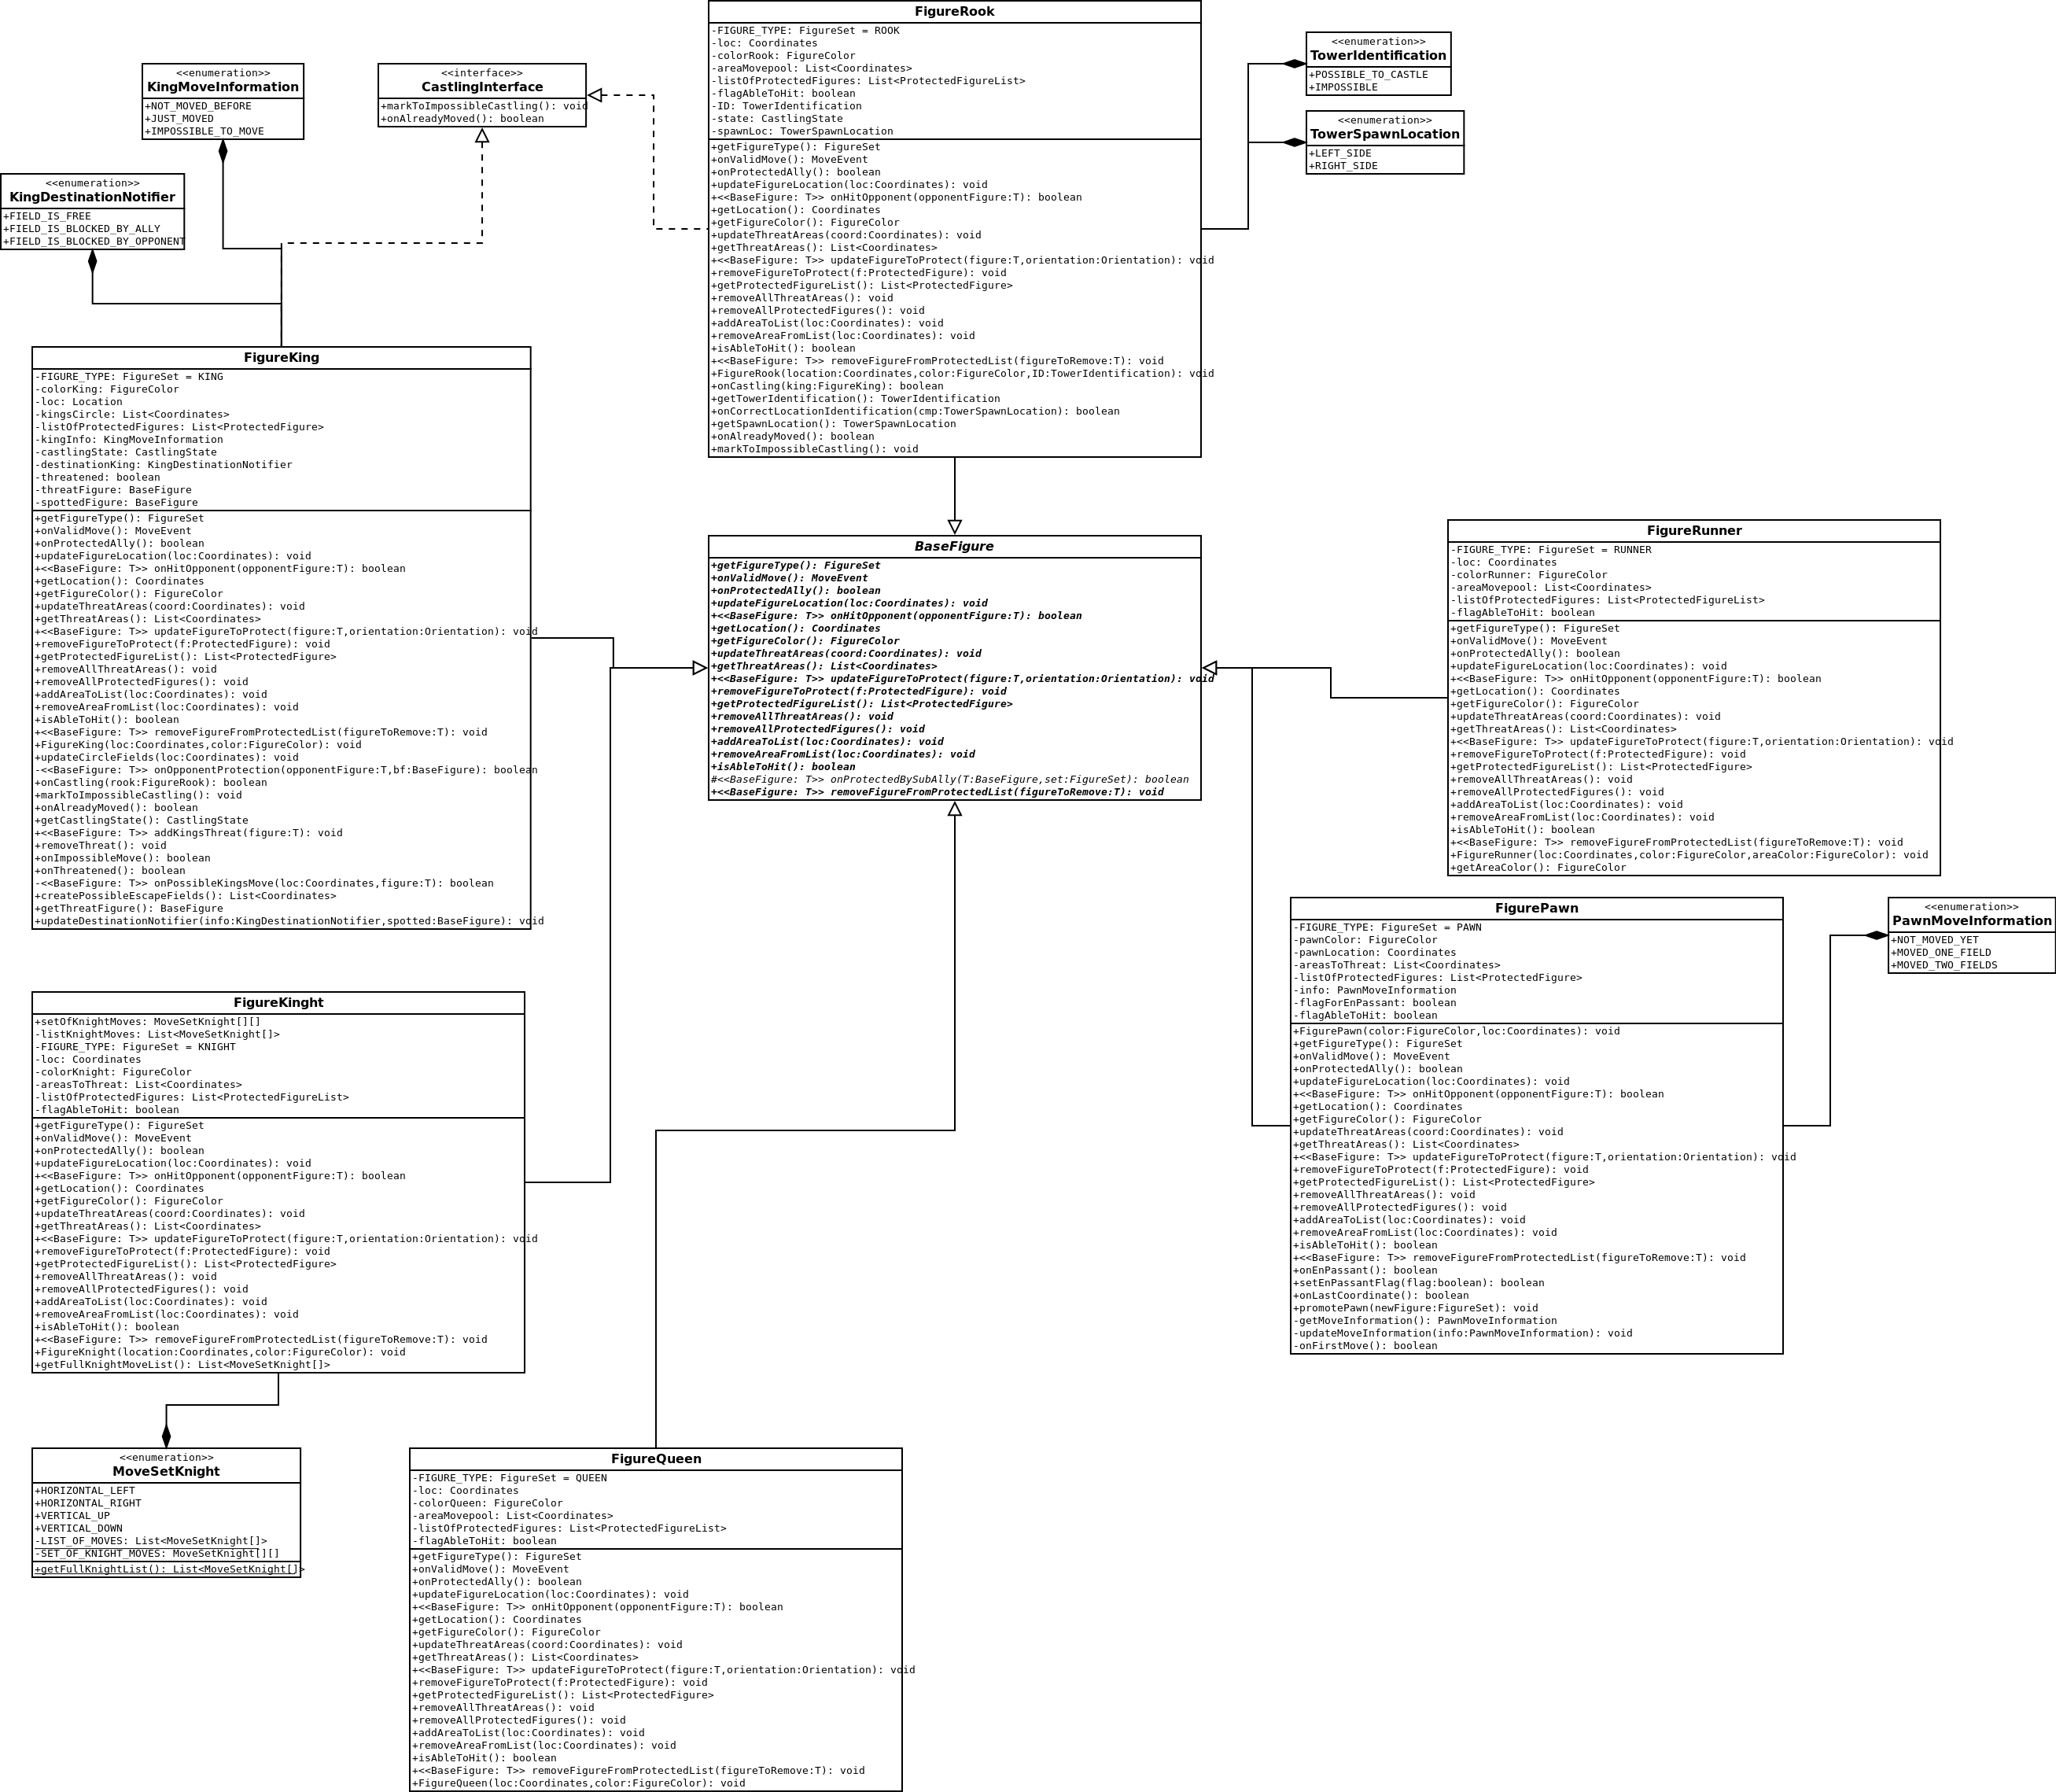 FigureRook
-FIGURE_TYPE: FigureSet = ROOK
-loc: Coordinates
-colorRook: FigureColor
-areaMovepool: List<Coordinates>
-listOfProtectedFigures: List<ProtectedFigureList>
-flagAbleToHit: boolean
-ID: TowerIdentification
-state: CastlingState
-spawnLoc: TowerSpawnLocation
+getFigureType(): FigureSet
+onValidMove(): MoveEvent
+onProtectedAlly(): boolean
+updateFigureLocation(loc:Coordinates): void
+<<BaseFigure: T>> onHitOpponent(opponentFigure:T): boolean
+getLocation(): Coordinates
+getFigureColor(): FigureColor
+updateThreatAreas(coord:Coordinates): void
+getThreatAreas(): List<Coordinates>
+<<BaseFigure: T>> updateFigureToProtect(figure:T,orientation:Orientation): void
+removeFigureToProtect(f:ProtectedFigure): void
+getProtectedFigureList(): List<ProtectedFigure>
+removeAllThreatAreas(): void
+removeAllProtectedFigures(): void
+addAreaToList(loc:Coordinates): void
+removeAreaFromList(loc:Coordinates): void
+isAbleToHit(): boolean
+<<BaseFigure: T>> removeFigureFromProtectedList(figureToRemove:T): void
+FigureRook(location:Coordinates,color:FigureColor,ID:TowerIdentification): void
+onCastling(king:FigureKing): boolean
+getTowerIdentification(): TowerIdentification
+onCorrectLocationIdentification(cmp:TowerSpawnLocation): boolean
+getSpawnLocation(): TowerSpawnLocation
+onAlreadyMoved(): boolean
+markToImpossibleCastling(): void
<<enumeration>>
TowerIdentification
+POSSIBLE_TO_CASTLE
+IMPOSSIBLE
<<enumeration>>
TowerSpawnLocation
+LEFT_SIDE
+RIGHT_SIDE
<<enumeration>>
KingMoveInformation
+NOT_MOVED_BEFORE
+JUST_MOVED
+IMPOSSIBLE_TO_MOVE
<<interface>>
CastlingInterface
+markToImpossibleCastling(): void
+onAlreadyMoved(): boolean
<<enumeration>>
KingDestinationNotifier
+FIELD_IS_FREE
+FIELD_IS_BLOCKED_BY_ALLY
+FIELD_IS_BLOCKED_BY_OPPONENT
FigureKing
-FIGURE_TYPE: FigureSet = KING
-colorKing: FigureColor
-loc: Location
-kingsCircle: List<Coordinates>
-listOfProtectedFigures: List<ProtectedFigure>
-kingInfo: KingMoveInformation
-castlingState: CastlingState
-destinationKing: KingDestinationNotifier
-threatened: boolean
-threatFigure: BaseFigure
-spottedFigure: BaseFigure
+getFigureType(): FigureSet
+onValidMove(): MoveEvent
+onProtectedAlly(): boolean
+updateFigureLocation(loc:Coordinates): void
+<<BaseFigure: T>> onHitOpponent(opponentFigure:T): boolean
+getLocation(): Coordinates
+getFigureColor(): FigureColor
+updateThreatAreas(coord:Coordinates): void
+getThreatAreas(): List<Coordinates>
+<<BaseFigure: T>> updateFigureToProtect(figure:T,orientation:Orientation): void
+removeFigureToProtect(f:ProtectedFigure): void
+getProtectedFigureList(): List<ProtectedFigure>
+removeAllThreatAreas(): void
+removeAllProtectedFigures(): void
+addAreaToList(loc:Coordinates): void
+removeAreaFromList(loc:Coordinates): void
+isAbleToHit(): boolean
+<<BaseFigure: T>> removeFigureFromProtectedList(figureToRemove:T): void
+FigureKing(loc:Coordinates,color:FigureColor): void
+updateCircleFields(loc:Coordinates): void
-<<BaseFigure: T>> onOpponentProtection(opponentFigure:T,bf:BaseFigure): boolean
+onCastling(rook:FigureRook): boolean
+markToImpossibleCastling(): void
+onAlreadyMoved(): boolean
+getCastlingState(): CastlingState
+<<BaseFigure: T>> addKingsThreat(figure:T): void
+removeThreat(): void
+onImpossibleMove(): boolean
+onThreatened(): boolean
-<<BaseFigure: T>> onPossibleKingsMove(loc:Coordinates,figure:T): boolean
+createPossibleEscapeFields(): List<Coordinates>
+getThreatFigure(): BaseFigure
+updateDestinationNotifier(info:KingDestinationNotifier,spotted:BaseFigure): void
BaseFigure
+getFigureType(): FigureSet
+onValidMove(): MoveEvent
+onProtectedAlly(): boolean
+updateFigureLocation(loc:Coordinates): void
+<<BaseFigure: T>> onHitOpponent(opponentFigure:T): boolean
+getLocation(): Coordinates
+getFigureColor(): FigureColor
+updateThreatAreas(coord:Coordinates): void
+getThreatAreas(): List<Coordinates>
+<<BaseFigure: T>> updateFigureToProtect(figure:T,orientation:Orientation): void
+removeFigureToProtect(f:ProtectedFigure): void
+getProtectedFigureList(): List<ProtectedFigure>
+removeAllThreatAreas(): void
+removeAllProtectedFigures(): void
+addAreaToList(loc:Coordinates): void
+removeAreaFromList(loc:Coordinates): void
+isAbleToHit(): boolean
#<<BaseFigure: T>> onProtectedBySubAlly(T:BaseFigure,set:FigureSet): boolean
+<<BaseFigure: T>> removeFigureFromProtectedList(figureToRemove:T): void
FigureRunner
-FIGURE_TYPE: FigureSet = RUNNER
-loc: Coordinates
-colorRunner: FigureColor
-areaMovepool: List<Coordinates>
-listOfProtectedFigures: List<ProtectedFigureList>
-flagAbleToHit: boolean
+getFigureType(): FigureSet
+onValidMove(): MoveEvent
+onProtectedAlly(): boolean
+updateFigureLocation(loc:Coordinates): void
+<<BaseFigure: T>> onHitOpponent(opponentFigure:T): boolean
+getLocation(): Coordinates
+getFigureColor(): FigureColor
+updateThreatAreas(coord:Coordinates): void
+getThreatAreas(): List<Coordinates>
+<<BaseFigure: T>> updateFigureToProtect(figure:T,orientation:Orientation): void
+removeFigureToProtect(f:ProtectedFigure): void
+getProtectedFigureList(): List<ProtectedFigure>
+removeAllThreatAreas(): void
+removeAllProtectedFigures(): void
+addAreaToList(loc:Coordinates): void
+removeAreaFromList(loc:Coordinates): void
+isAbleToHit(): boolean
+<<BaseFigure: T>> removeFigureFromProtectedList(figureToRemove:T): void
+FigureRunner(loc:Coordinates,color:FigureColor,areaColor:FigureColor): void
+getAreaColor(): FigureColor
FigurePawn
-FIGURE_TYPE: FigureSet = PAWN
-pawnColor: FigureColor
-pawnLocation: Coordinates
-areasToThreat: List<Coordinates>
-listOfProtectedFigures: List<ProtectedFigure>
-info: PawnMoveInformation
-flagForEnPassant: boolean
-flagAbleToHit: boolean
+FigurePawn(color:FigureColor,loc:Coordinates): void
+getFigureType(): FigureSet
+onValidMove(): MoveEvent
+onProtectedAlly(): boolean
+updateFigureLocation(loc:Coordinates): void
+<<BaseFigure: T>> onHitOpponent(opponentFigure:T): boolean
+getLocation(): Coordinates
+getFigureColor(): FigureColor
+updateThreatAreas(coord:Coordinates): void
+getThreatAreas(): List<Coordinates>
+<<BaseFigure: T>> updateFigureToProtect(figure:T,orientation:Orientation): void
+removeFigureToProtect(f:ProtectedFigure): void
+getProtectedFigureList(): List<ProtectedFigure>
+removeAllThreatAreas(): void
+removeAllProtectedFigures(): void
+addAreaToList(loc:Coordinates): void
+removeAreaFromList(loc:Coordinates): void
+isAbleToHit(): boolean
+<<BaseFigure: T>> removeFigureFromProtectedList(figureToRemove:T): void
+onEnPassant(): boolean
+setEnPassantFlag(flag:boolean): boolean
+onLastCoordinate(): boolean
+promotePawn(newFigure:FigureSet): void
-getMoveInformation(): PawnMoveInformation
-updateMoveInformation(info:PawnMoveInformation): void
-onFirstMove(): boolean
<<enumeration>>
PawnMoveInformation
+NOT_MOVED_YET
+MOVED_ONE_FIELD
+MOVED_TWO_FIELDS
FigureKinght
+setOfKnightMoves: MoveSetKnight[][]
-listKnightMoves: List<MoveSetKnight[]>
-FIGURE_TYPE: FigureSet = KNIGHT
-loc: Coordinates
-colorKnight: FigureColor
-areasToThreat: List<Coordinates>
-listOfProtectedFigures: List<ProtectedFigureList>
-flagAbleToHit: boolean
+getFigureType(): FigureSet
+onValidMove(): MoveEvent
+onProtectedAlly(): boolean
+updateFigureLocation(loc:Coordinates): void
+<<BaseFigure: T>> onHitOpponent(opponentFigure:T): boolean
+getLocation(): Coordinates
+getFigureColor(): FigureColor
+updateThreatAreas(coord:Coordinates): void
+getThreatAreas(): List<Coordinates>
+<<BaseFigure: T>> updateFigureToProtect(figure:T,orientation:Orientation): void
+removeFigureToProtect(f:ProtectedFigure): void
+getProtectedFigureList(): List<ProtectedFigure>
+removeAllThreatAreas(): void
+removeAllProtectedFigures(): void
+addAreaToList(loc:Coordinates): void
+removeAreaFromList(loc:Coordinates): void
+isAbleToHit(): boolean
+<<BaseFigure: T>> removeFigureFromProtectedList(figureToRemove:T): void
+FigureKnight(location:Coordinates,color:FigureColor): void
+getFullKnightMoveList(): List<MoveSetKnight[]>
<<enumeration>>
MoveSetKnight
+HORIZONTAL_LEFT
+HORIZONTAL_RIGHT
+VERTICAL_UP
+VERTICAL_DOWN
-LIST_OF_MOVES: List<MoveSetKnight[]>
-SET_OF_KNIGHT_MOVES: MoveSetKnight[][]
+getFullKnightList(): List<MoveSetKnight[]>
FigureQueen
-FIGURE_TYPE: FigureSet = QUEEN
-loc: Coordinates
-colorQueen: FigureColor
-areaMovepool: List<Coordinates>
-listOfProtectedFigures: List<ProtectedFigureList>
-flagAbleToHit: boolean
+getFigureType(): FigureSet
+onValidMove(): MoveEvent
+onProtectedAlly(): boolean
+updateFigureLocation(loc:Coordinates): void
+<<BaseFigure: T>> onHitOpponent(opponentFigure:T): boolean
+getLocation(): Coordinates
+getFigureColor(): FigureColor
+updateThreatAreas(coord:Coordinates): void
+getThreatAreas(): List<Coordinates>
+<<BaseFigure: T>> updateFigureToProtect(figure:T,orientation:Orientation): void
+removeFigureToProtect(f:ProtectedFigure): void
+getProtectedFigureList(): List<ProtectedFigure>
+removeAllThreatAreas(): void
+removeAllProtectedFigures(): void
+addAreaToList(loc:Coordinates): void
+removeAreaFromList(loc:Coordinates): void
+isAbleToHit(): boolean
+<<BaseFigure: T>> removeFigureFromProtectedList(figureToRemove:T): void
+FigureQueen(loc:Coordinates,color:FigureColor): void